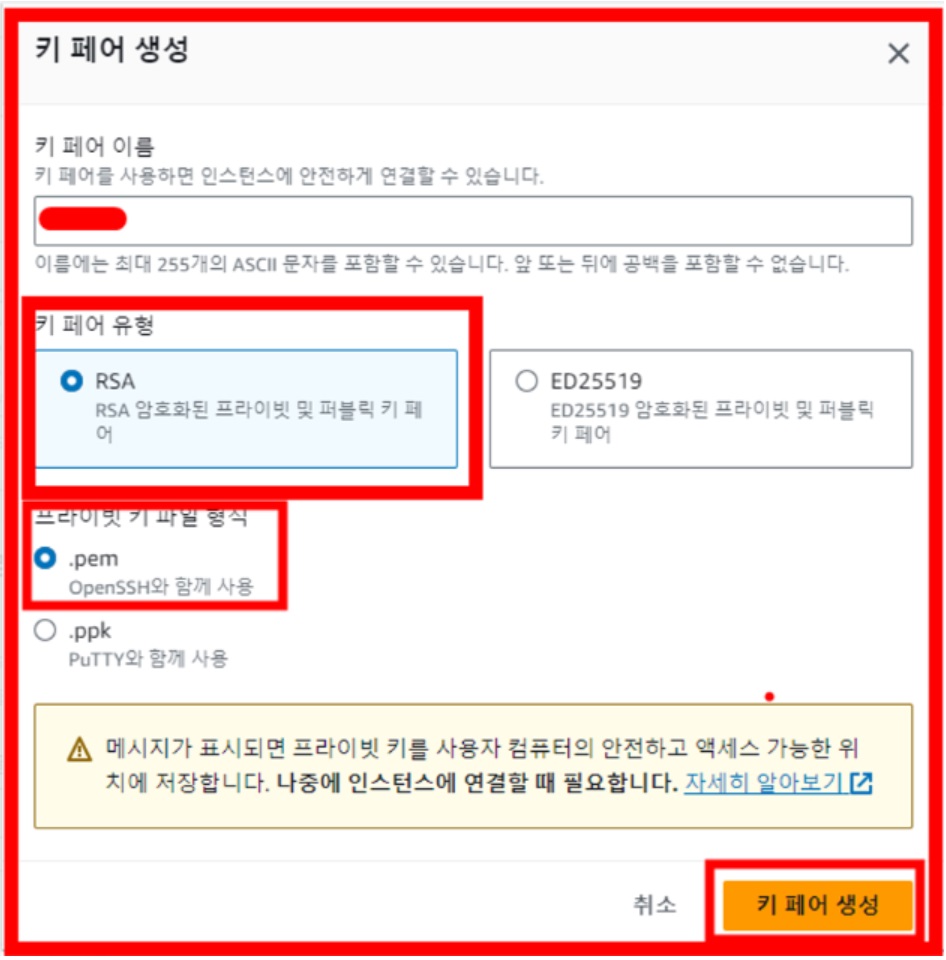 키 페어 생성
키 페어 이름
키 페어를 사용하면 인스턴스에 안전하게 연결할 수 있습니다.
이름에는 최대 255개의 ASCII 문자를 포함할 수 있습니다. 앞 또는 뒤에 공백을 포함할 수 없습니다.
키 페어 유형
RSA
RSA 암호화된 프라이빗 및 퍼블릭 키 페
어
ED25519
ED25519 암호화된 프라이빗 및 퍼블릭
키 페어
프라이빗 키 파일 형식
.pem
OpenSSH와 함께 사용
.ppk
PuTTY와 함께 사용
메시지가 표시되면 프라이빗 키를 사용자 컴퓨터의 안전하고 액세스 가능한 위
치에 저장합니다. 나중에 인스턴스에 연결할 때 필요합니다. 자세히 알아보기
취소
키 페어 생성